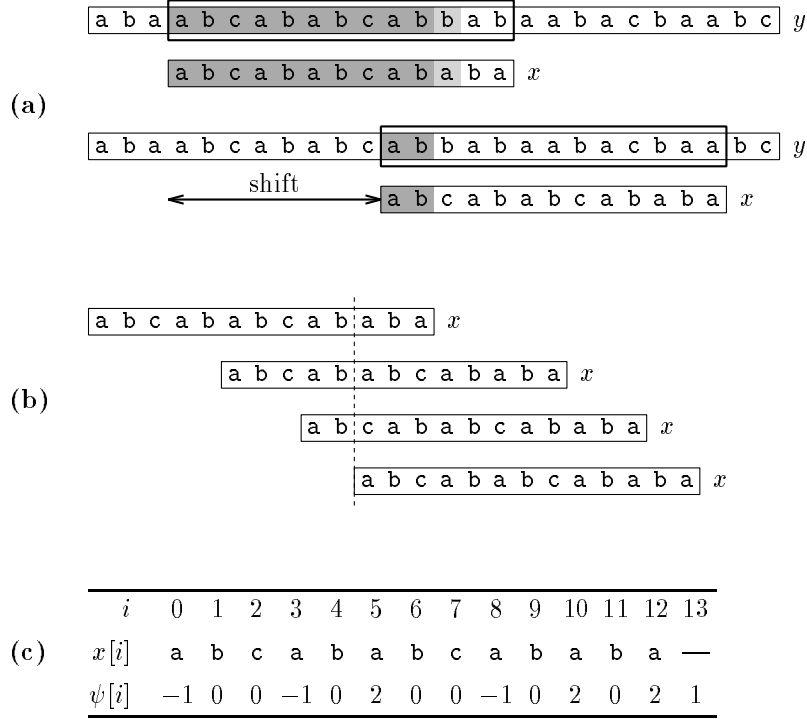 a b a a b c a b a b c a b b a b a a b a c b a a b c y
a b c a b a b c a b a b a x
(a)
a b a a b c a b a b c a b b a b a a b a c b a a b c y
shift
a b c a b a b c a b a b a x
a b c a b a b c a b a b a x
a b c a b a b c a b a b a x
(b)
a b c a b a b c a b a b a x
a b c a b a b c a b a b a x
i 0 1 2 3 4 5 6 7 8 9 10 11 12 13
(c) x[i] a b c a b a b c a b a b a —
ψ[i] −1 0 0 −1 0 2 0 0 −1 0 2 0 2 1